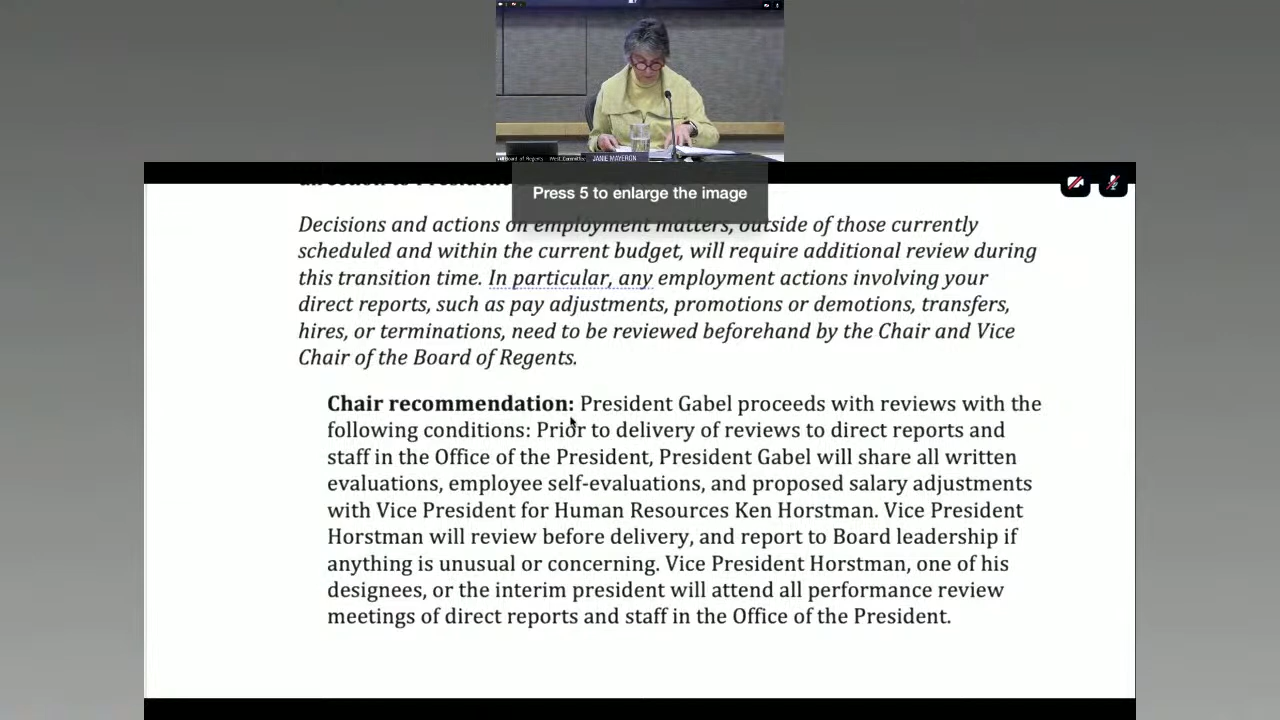 Board of Regents West Committee
JANIE MAYERON
Press 5 to enlarge the image
Decisions and actions on employment matters, outside of those currently
scheduled and within the current budget, will require additional review during
this transition time. In particular, any employment actions involving your
direct reports, such as pay adjustments, promotions or demotions, transfers,
hires, or terminations, need to be reviewed beforehand by the Chair and Vice
Chair of the Board of Regents.
Chair recommendation: President Gabel proceeds with reviews with the
following conditions: Prior to delivery of reviews to direct reports and
staff in the Office of the President, President Gabel will share all written
evaluations, employee self-evaluations, and proposed salary adjustments
with Vice President for Human Resources Ken Horstman. Vice President
Horstman will review before delivery, and report to Board leadership if
anything is unusual or concerning. Vice President Horstman, one of his
designees, or the interim president will attend all performance review
meetings of direct reports and staff in the Office of the President.